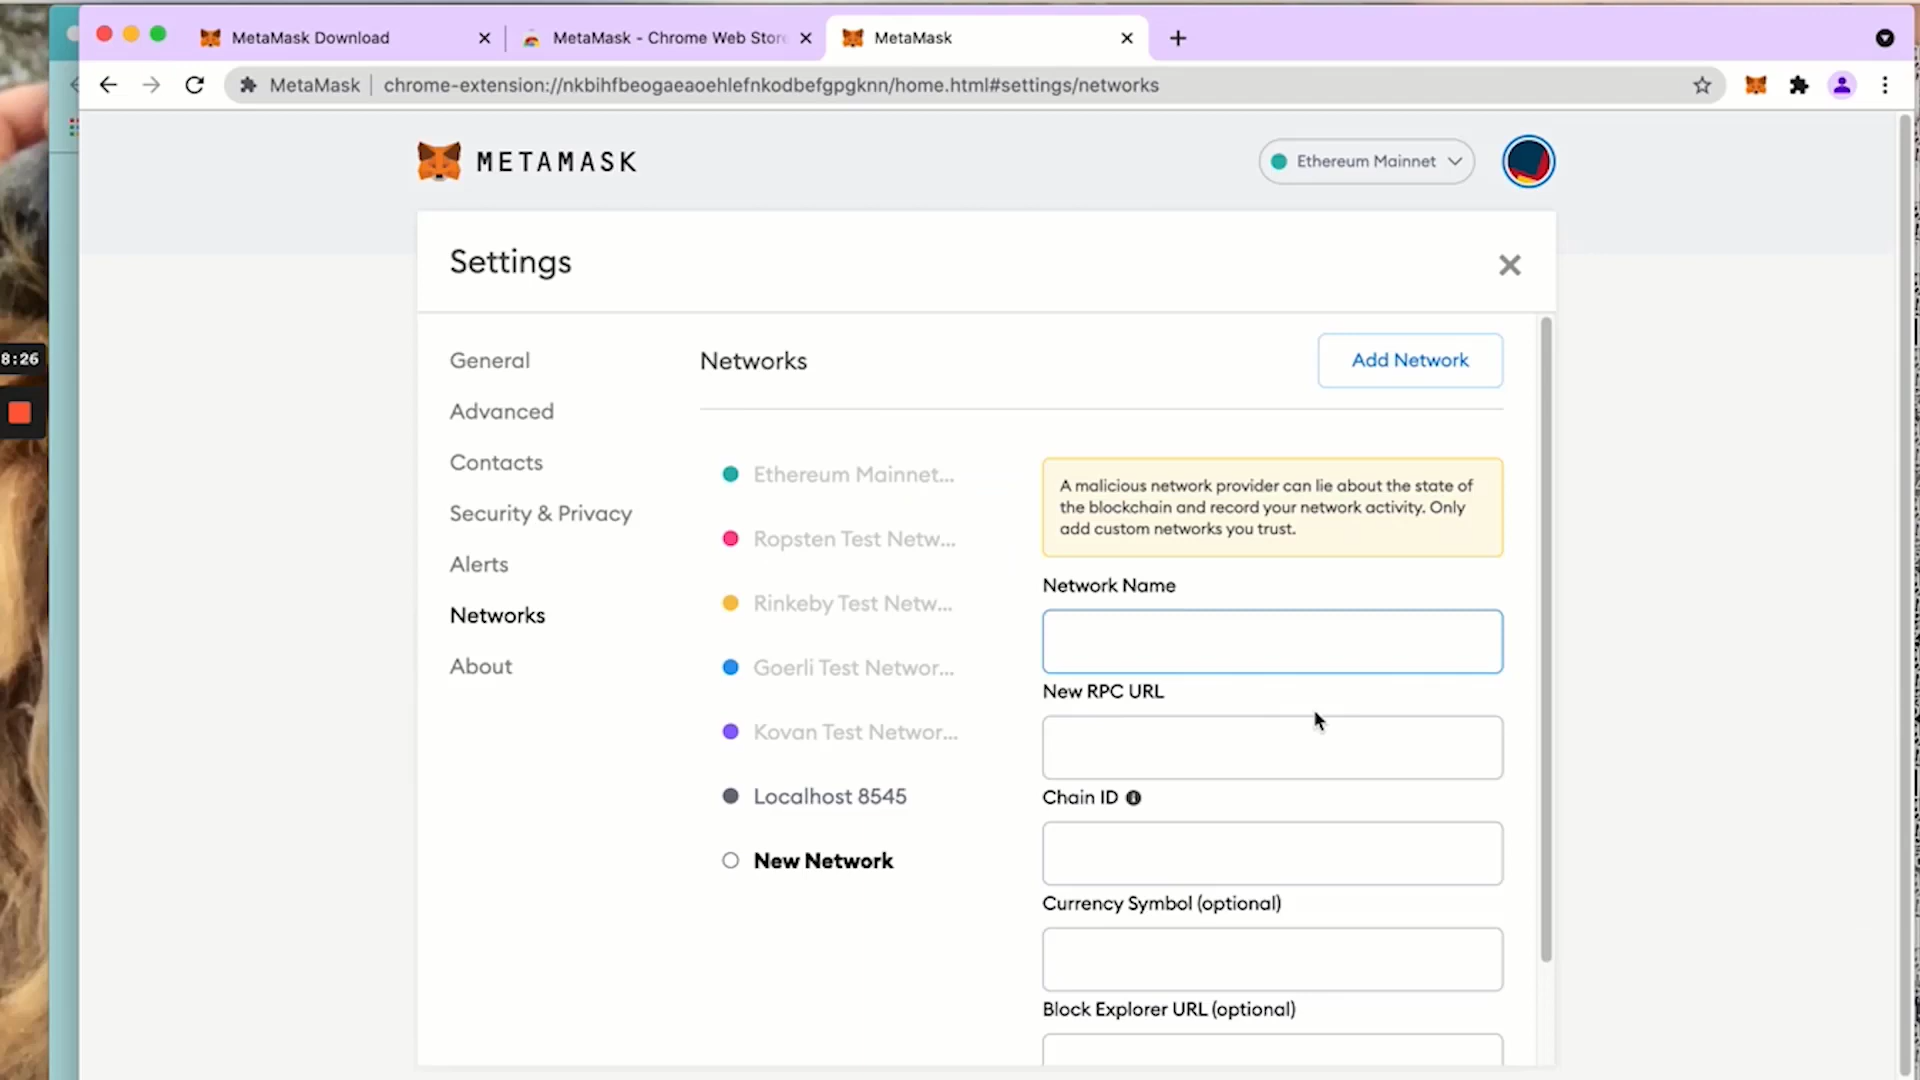 MetaMask Download
MetaMask - Chrome Web Store
MetaMask
MetaMask
chrome-extension://nkbihfbeogaeaoehlefnkodbefgpgknn/home.html#settings/networks
METAMASK
Ethereum Mainnet
Settings
8:26
General
Advanced
Contacts
Security & Privacy
Alerts
Networks
About
Networks
Add Network
Ethereum Mainnet...
Ropsten Test Netw...
Rinkeby Test Netw...
Goerli Test Networ...
Kovan Test Networ...
Localhost 8545
New Network
A malicious network provider can lie about the state of
the blockchain and record your network activity. Only
add custom networks you trust.
Network Name
New RPC URL
Chain ID
Currency Symbol (optional)
Block Explorer URL (optional)